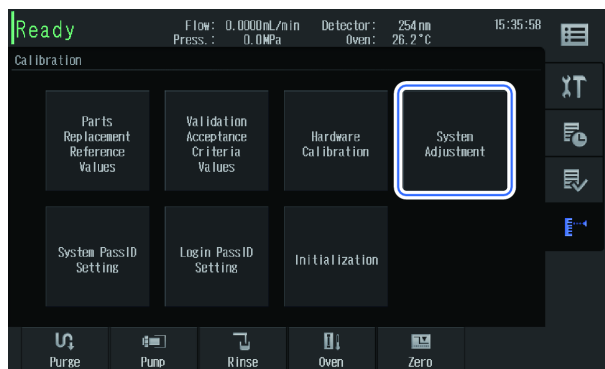 Ready
Flow: 0.0000mL/min Detector: 254 nm 15:35:58
Press.: 0.0MPa Oven: 26.2°C
Calibration
Parts
Replacement
Reference
Values
Validation
Acceptance
Criteria
Values
Hardware
Calibration
System
Adjustment
System PassID
Setting
Login PassID
Setting
Initialization
Purge Pump Rinse Oven Zero